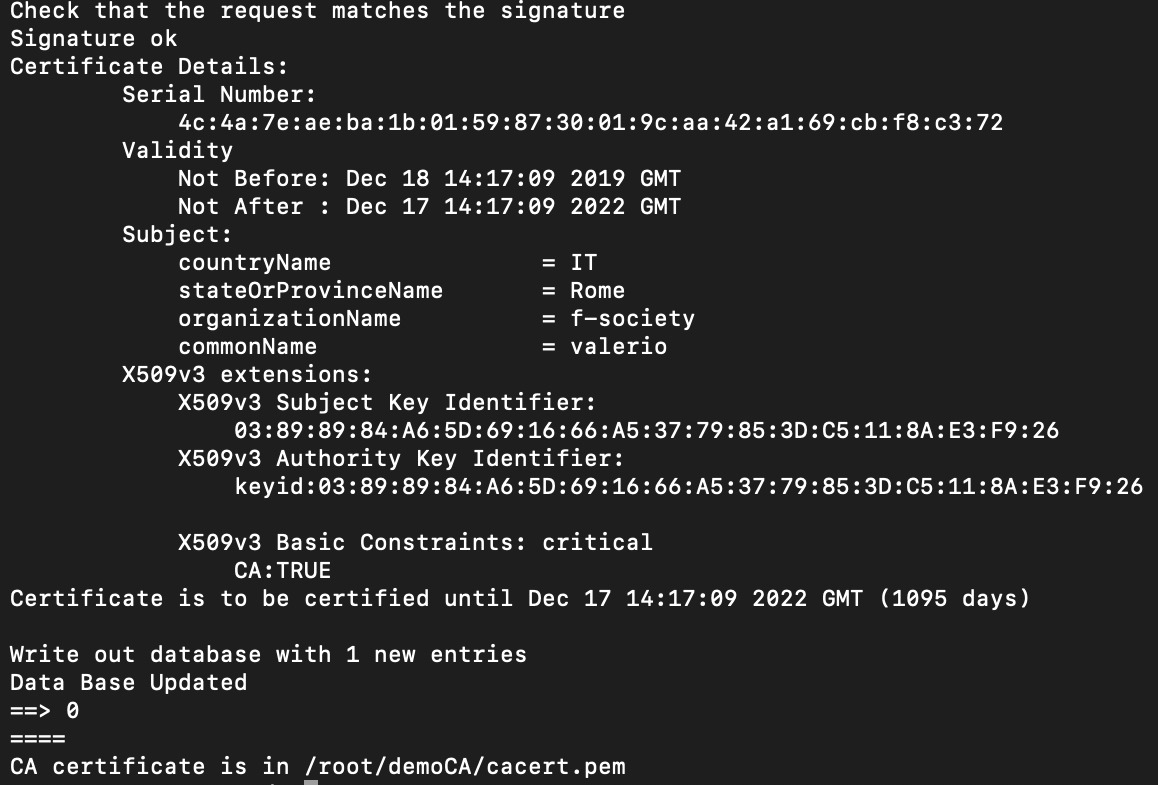 Check that the request matches the signature
Signature ok
Certificate Details:
        Serial Number:
            4c:4a:7e:ae:ba:1b:01:59:87:30:01:9c:aa:42:a1:69:cb:f8:c3:72
        Validity
            Not Before: Dec 18 14:17:09 2019 GMT
            Not After : Dec 17 14:17:09 2022 GMT
        Subject:
            countryName               = IT
            stateOrProvinceName       = Rome
            organizationName          = f-society
            commonName                = valerio
        X509v3 extensions:
            X509v3 Subject Key Identifier:
                03:89:89:84:A6:5D:69:16:66:A5:37:79:85:3D:C5:11:8A:E3:F9:26
            X509v3 Authority Key Identifier:
                keyid:03:89:89:84:A6:5D:69:16:66:A5:37:79:85:3D:C5:11:8A:E3:F9:26

            X509v3 Basic Constraints: critical
                CA:TRUE
Certificate is to be certified until Dec 17 14:17:09 2022 GMT (1095 days)

Write out database with 1 new entries
Data Base Updated
==> 0
====
CA certificate is in /root/demoCA/cacert.pem